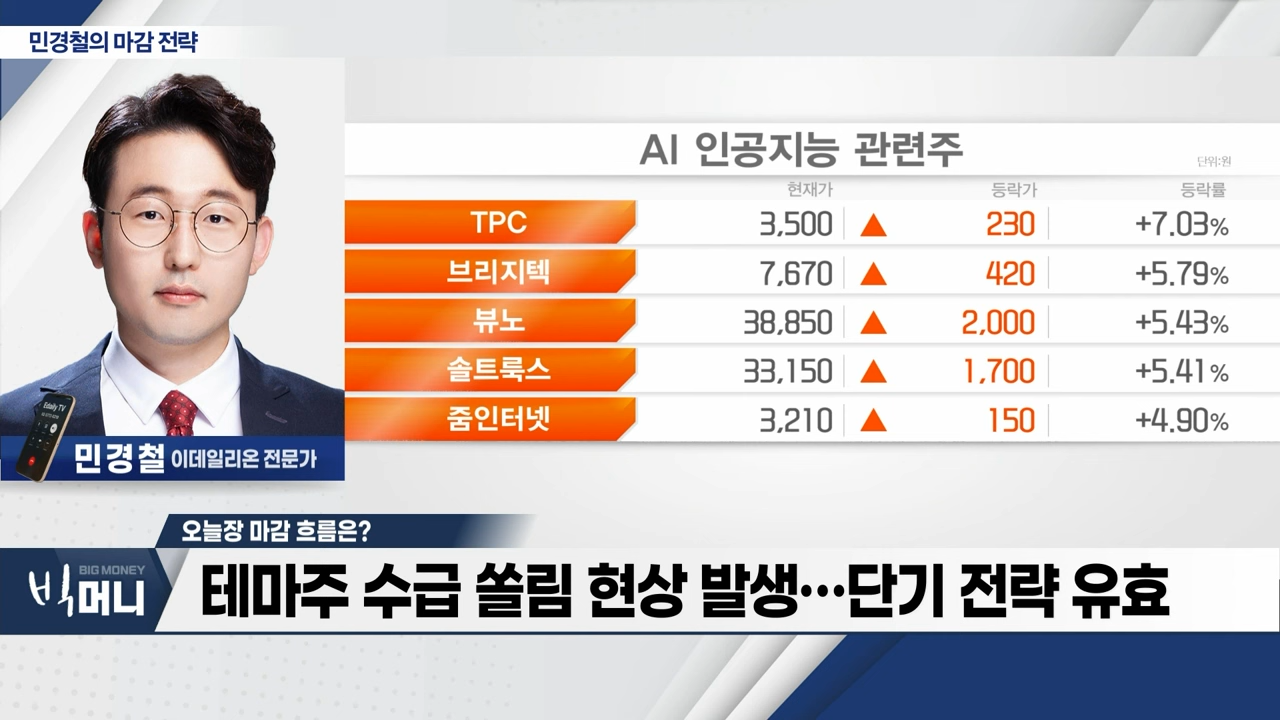 민경철의 마감 전략
AI 인공지능 관련주
단위:원
현재가 등락가 등락률
TPC 3,500 ▲ 230 +7.03%
브리지텍 7,670 ▲ 420 +5.79%
뷰노 38,850 ▲ 2,000 +5.43%
솔트룩스 33,150 ▲ 1,700 +5.41%
줌인터넷 3,210 ▲ 150 +4.90%
Edaily TV
민경철 이데일리온 전문가
오늘장 마감 흐름은?
BIG MONEY
빅머니
테마주 수급 쏠림 현상 발생…단기 전략 유효